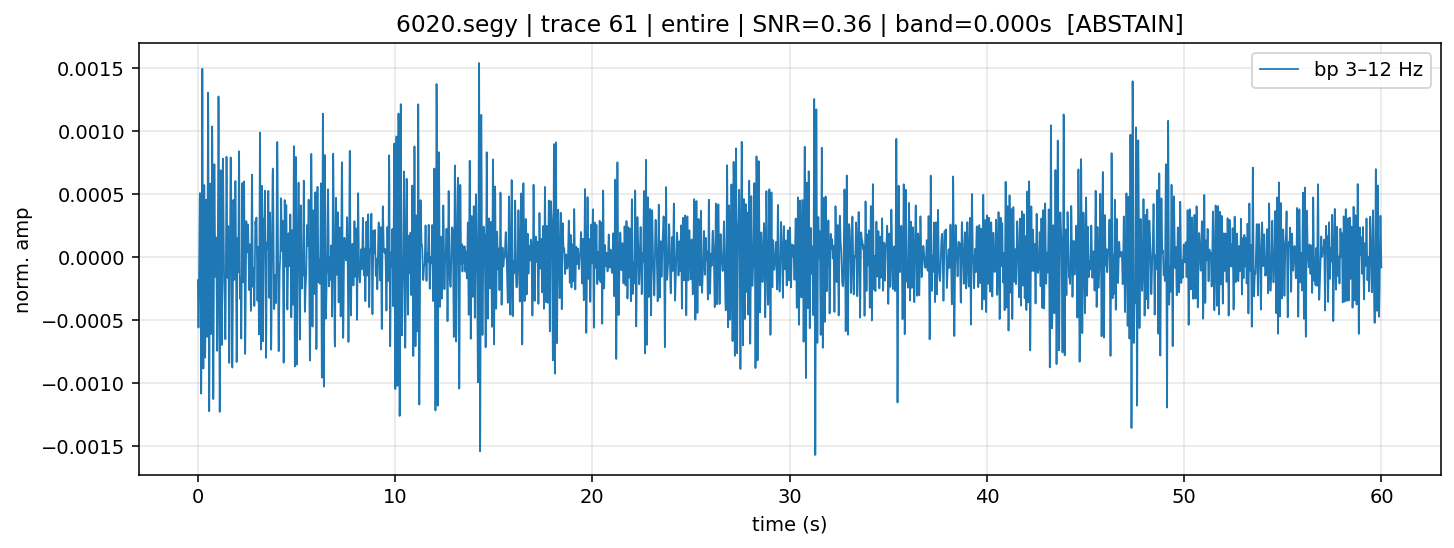 6020.segy | trace 61 | entire | SNR=0.36 | band=0.000s  [ABSTAIN]
bp 3–12 Hz
norm. amp
0.0015
0.0010
0.0005
0.0000
−0.0005
−0.0010
−0.0015
0 10 20 30 40 50 60
time (s)